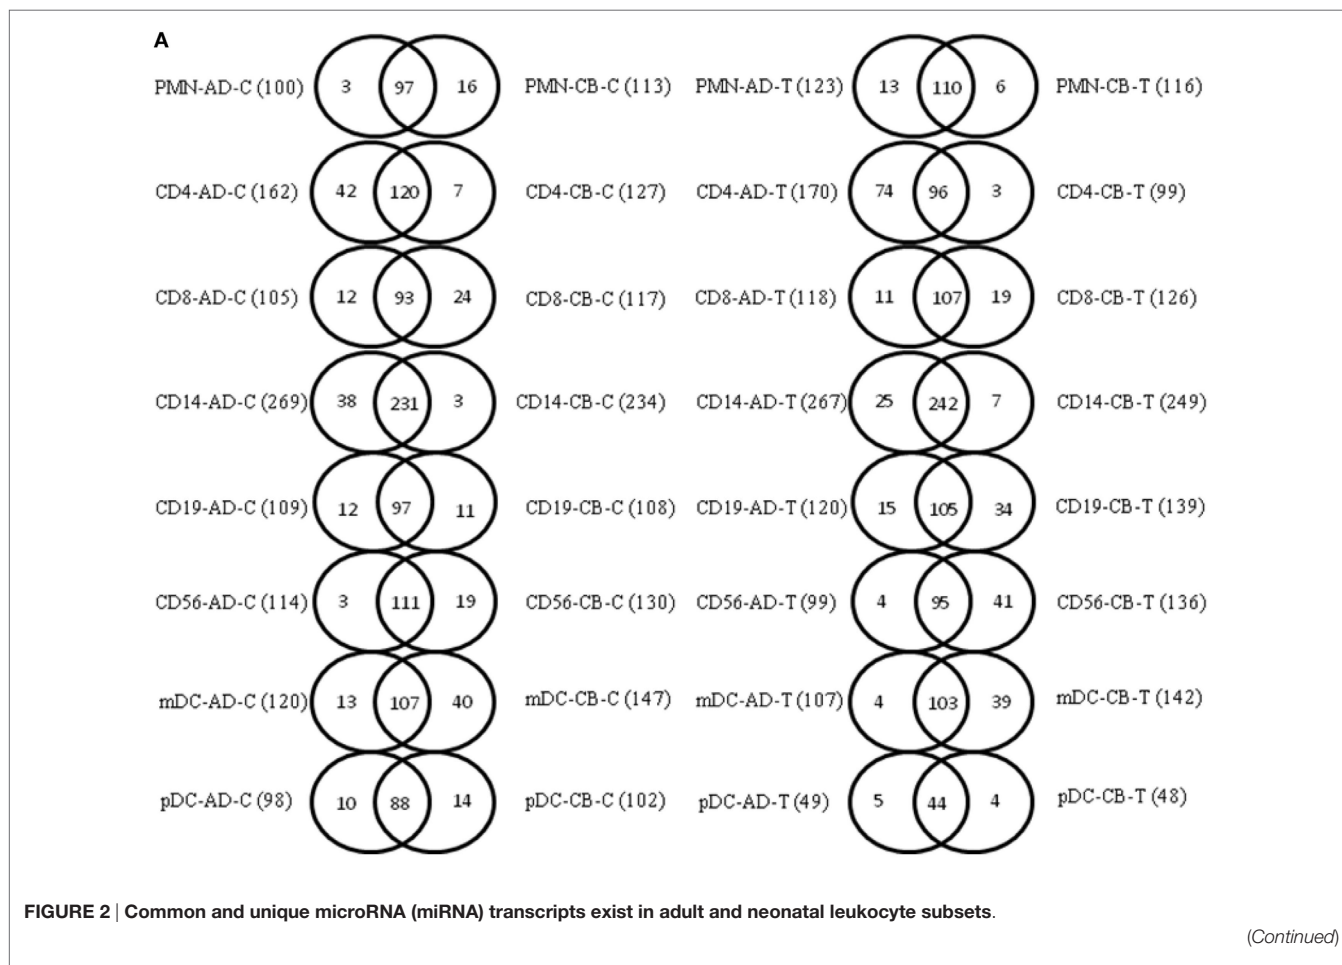 A
PMN-AD-C (100) 3 97 16 PMN-CB-C (113) PMN-AD-T (123) 13 110 6 PMN-CB-T (116)
CD4-AD-C (162) 42 120 7 CD4-CB-C (127) CD4-AD-T (170) 74 96 3 CD4-CB-T (99)
CD8-AD-C (105) 12 93 24 CD8-CB-C (117) CD8-AD-T (118) 11 107 19 CD8-CB-T (126)
CD14-AD-C (269) 38 231 3 CD14-CB-C (234) CD14-AD-T (267) 25 242 7 CD14-CB-T (249)
CD19-AD-C (109) 12 97 11 CD19-CB-C (108) CD19-AD-T (120) 15 105 34 CD19-CB-T (139)
CD56-AD-C (114) 3 111 19 CD56-CB-C (130) CD56-AD-T (99) 4 95 41 CD56-CB-T (136)
mDC-AD-C (120) 13 107 40 mDC-CB-C (147) mDC-AD-T (107) 4 103 39 mDC-CB-T (142)
pDC-AD-C (98) 10 88 14 pDC-CB-C (102) pDC-AD-T (49) 5 44 4 pDC-CB-T (48)
FIGURE 2 | Common and unique microRNA (miRNA) transcripts exist in adult and neonatal leukocyte subsets.
(Continued)